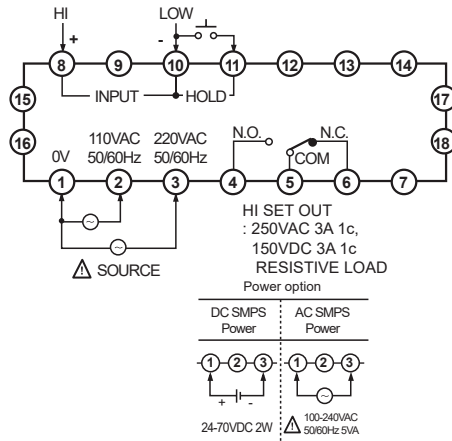 HI
LOW
+
-
8 9 10 11 12 13 14
INPUT HOLD
15
17
16
18
110VAC 220VAC
0V 50/60Hz 50/60Hz
N.O. N.C.
COM
1 2 3 4 5 6 7
~
~
⚠ SOURCE
HI SET OUT
: 250VAC 3A 1c,
150VDC 3A 1c
RESISTIVE LOAD
Power option
DC SMPS Power
AC SMPS Power
1 2 3 1 2 3
+ - ~
24-70VDC 2W
⚠ 100-240VAC
50/60Hz 5VA